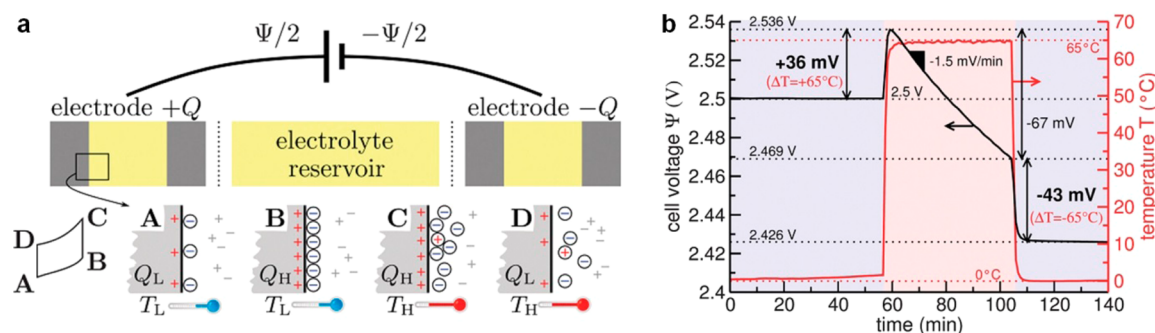 a
Ψ/2
−Ψ/2
electrode +Q
electrode −Q
electrolyte
reservoir
A
B
C
D
C
D
B
A
Q_L
Q_H
Q_H
Q_L
T_L
T_L
T_H
T_H
b
2.54
2.52
2.5
2.48
2.46
2.44
2.42
2.4
cell voltage Ψ (V)
2.536 V
65°C
+36 mV
(ΔT=+65°C)
-1.5 mV/min
2.5 V
-67 mV
2.469 V
-43 mV
(ΔT=-65°C)
2.426 V
0°C
70
60
50
40
30
20
10
0
temperature T (°C)
0 20 40 60 80 100 120 140
time (min)